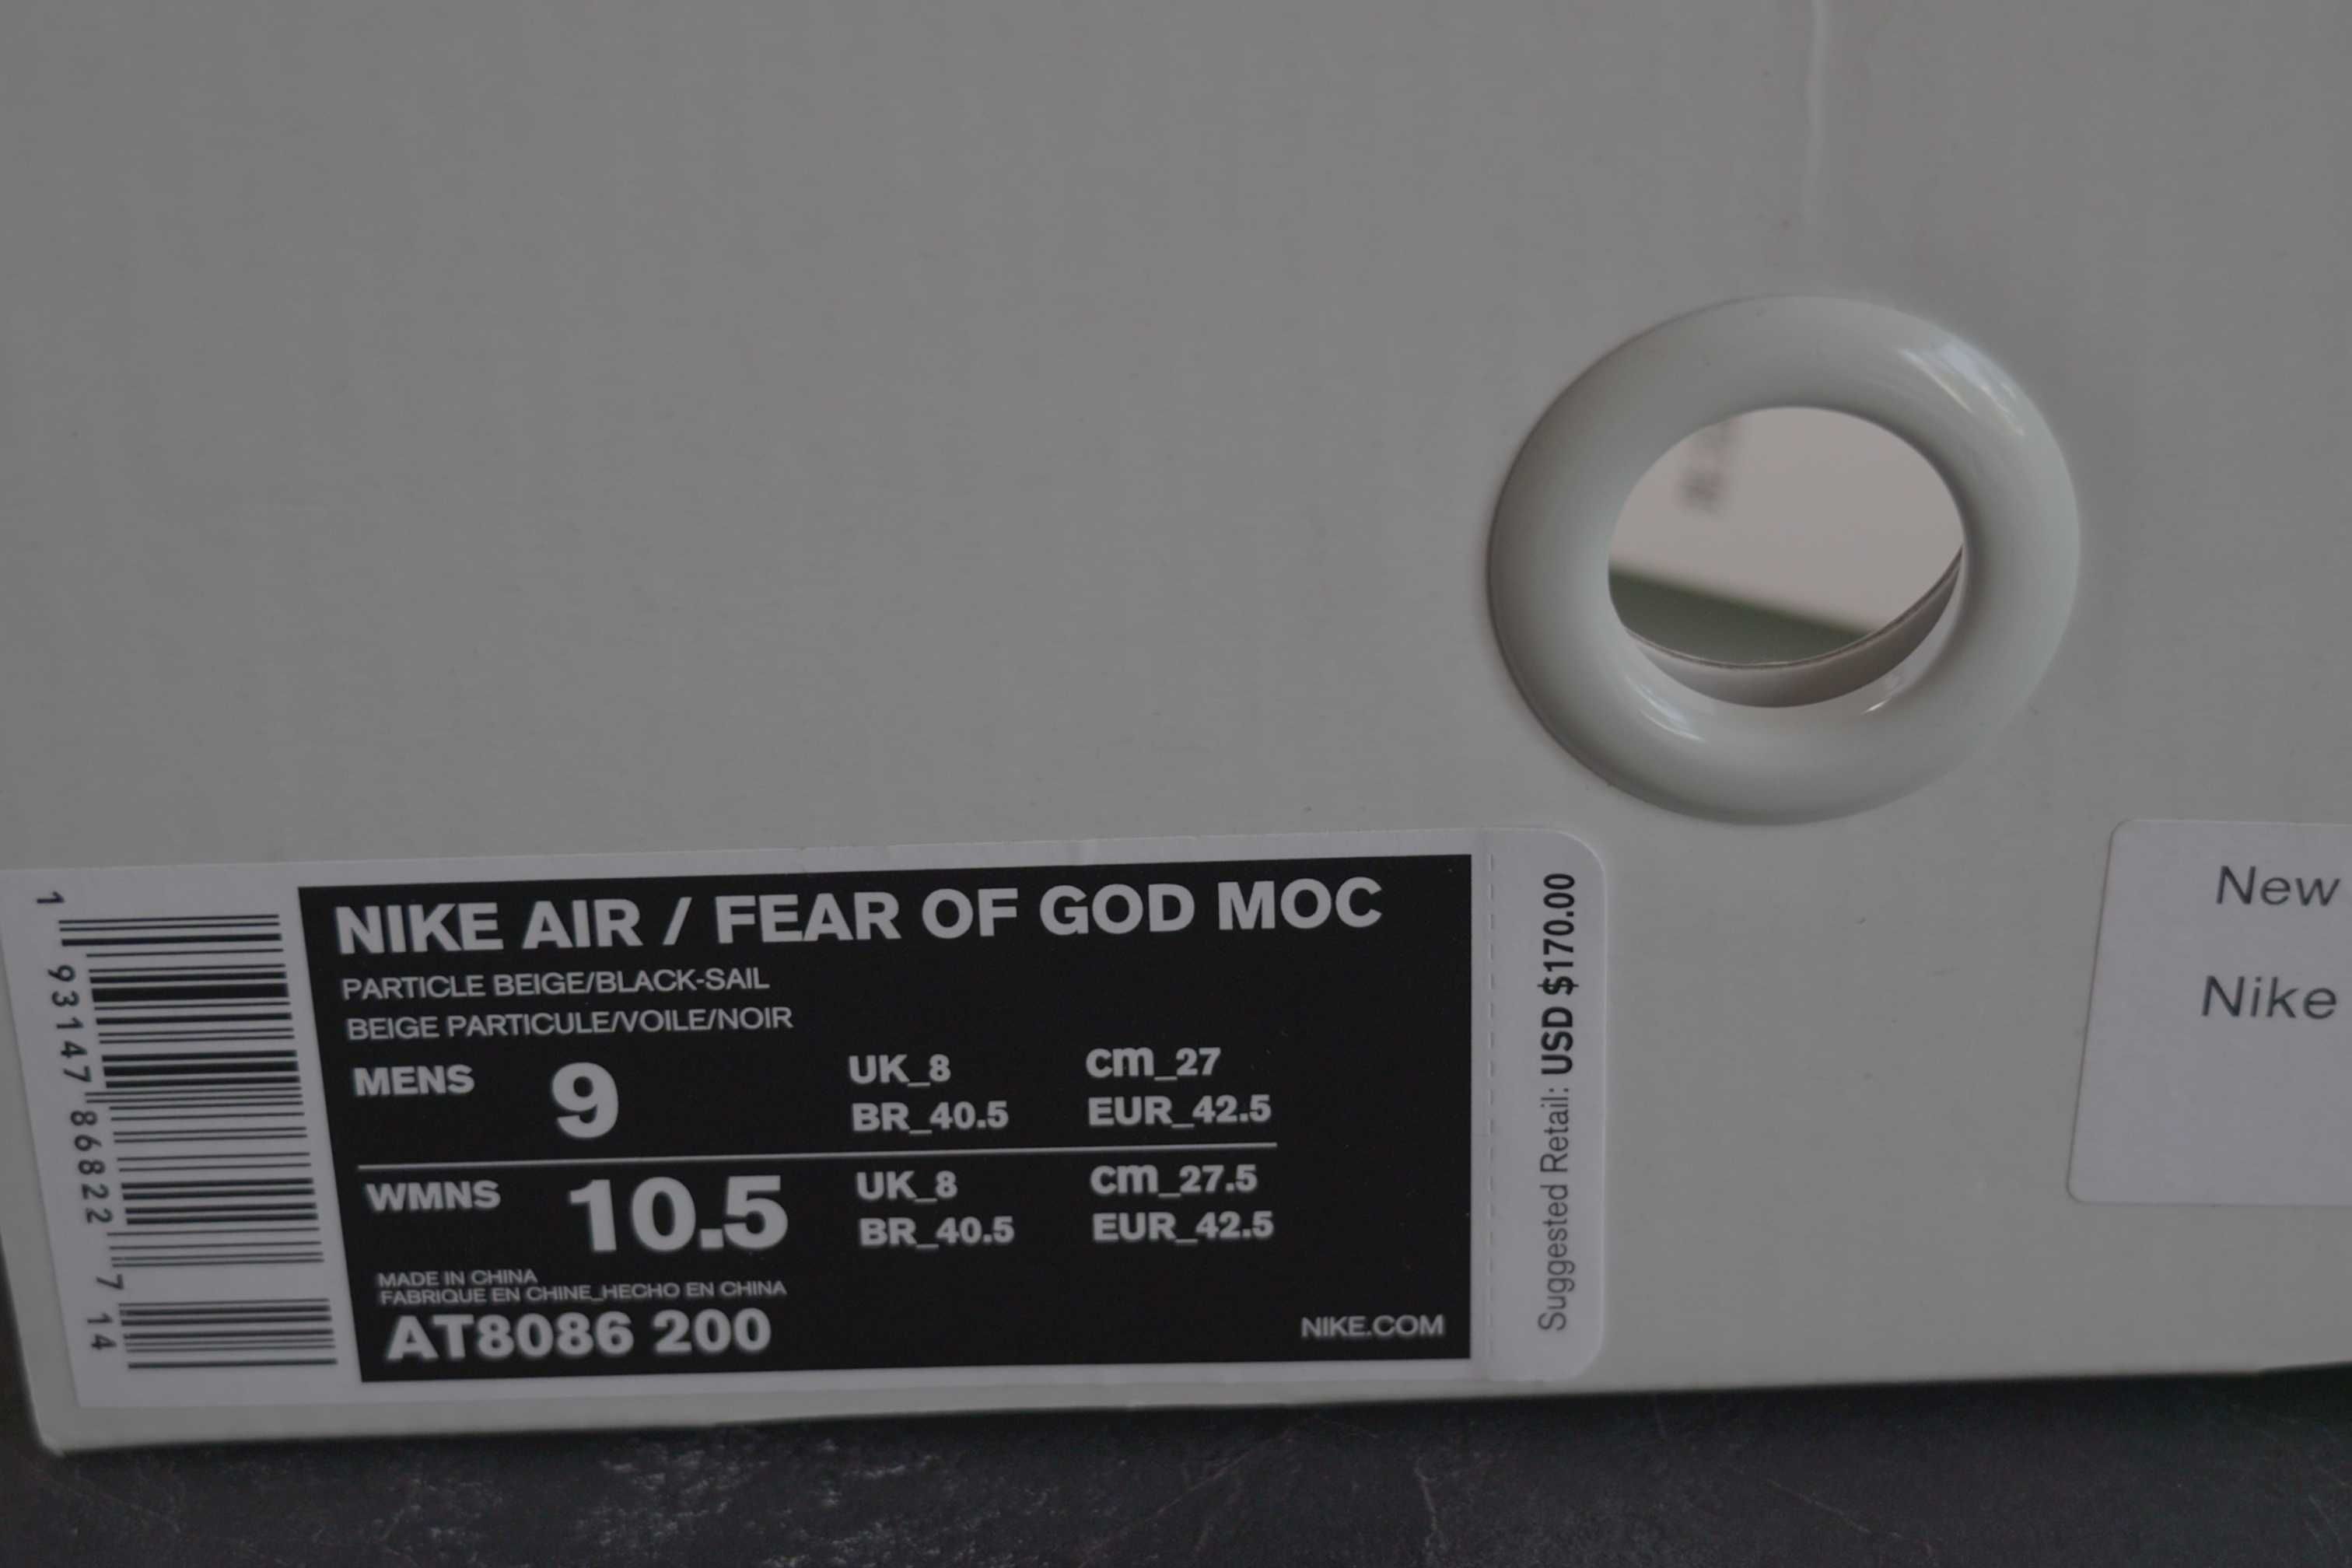 NIKE AIR / FEAR OF GOD MOC
PARTICLE BEIGE/BLACK-SAIL
BEIGE PARTICULE/VOILE/NOIR
MENS 9 UK_8 cm_27
BR_40.5 EUR_42.5
WMNS 10.5 UK_8 cm_27.5
BR_40.5 EUR_42.5
MADE IN CHINA
FABRIQUE EN CHINE_HECHO EN CHINA
AT8086 200
NIKE.COM
1 93147 86822 7 14
Suggested Retail: USD $170.00
New
Nike